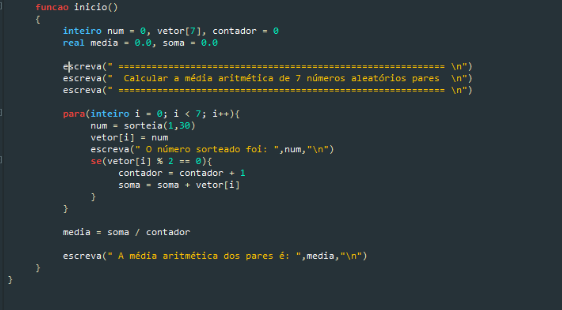 funcao inicio()
{
inteiro num = 0, vetor[7], contador = 0
real media = 0.0, soma = 0.0
escreva(" ========================================================== \n")
escreva("  Calcular a média aritmética de 7 números aleatórios pares  \n")
escreva(" ========================================================== \n")
para(inteiro i = 0; i < 7; i++){
num = sorteia(1,30)
vetor[i] = num
escreva(" O número sorteado foi: ",num,"\n")
se(vetor[i] % 2 == 0){
contador = contador + 1
soma = soma + vetor[i]
}
}
media = soma / contador
escreva(" A média aritmética dos pares é: ",media,"\n")
}
}